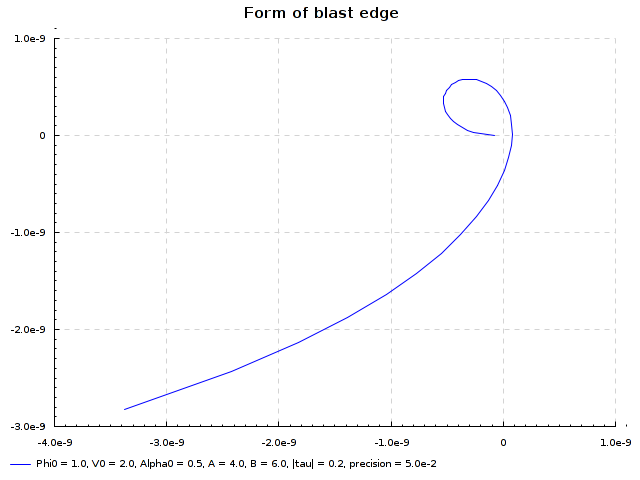 Form of blast edge
1.0e-9
0
-1.0e-9
-2.0e-9
-3.0e-9
-4.0e-9 -3.0e-9 -2.0e-9 -1.0e-9 0 1.0e-9
Phi0 = 1.0, V0 = 2.0, Alpha0 = 0.5, A = 4.0, B = 6.0, |tau| = 0.2, precision = 5.0e-2